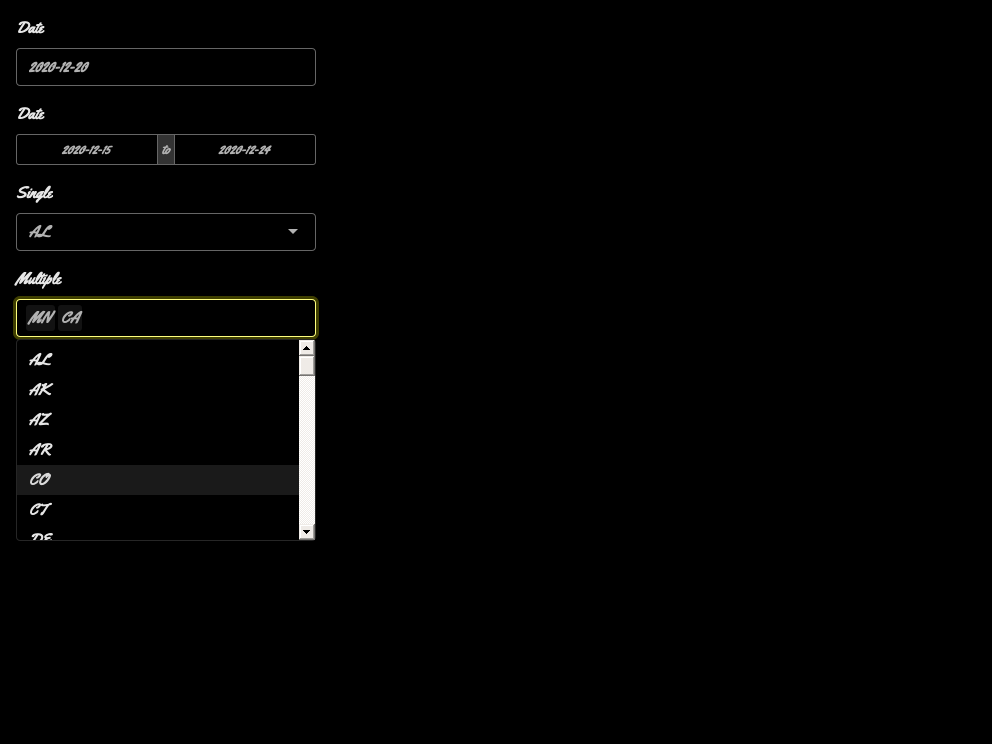 Date
2020-12-20
Date
2020-12-15 to 2020-12-24
Single
AL
Multiple
MN CA
AL
AK
AZ
AR
CO
CT
DE